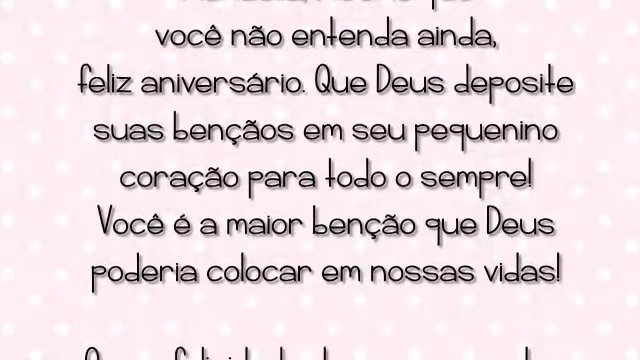 você não entenda ainda,
feliz aniversário. Que Deus deposite
suas bençãos em seu pequenino
coração para todo o sempre!
Você é a maior benção que Deus
poderia colocar em nossas vidas!